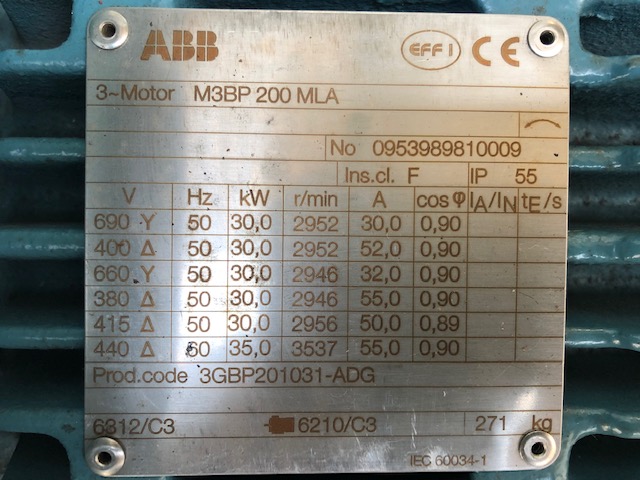 ABB EFF I CE
3~Motor M3BP 200 MLA
No 0953989810009
Ins.cl. F IP 55
V Hz kW r/min A cos φ IA/IN tE/s
690 Y 50 30,0 2952 30,0 0,90
400 Δ 50 30,0 2952 52,0 0,90
660 Y 50 30,0 2946 32,0 0,90
380 Δ 50 30,0 2946 55,0 0,90
415 Δ 50 30,0 2956 50,0 0,89
440 Δ 60 35,0 3537 55,0 0,90
Prod.code 3GBP201031-ADG
6312/C3 6210/C3 271 kg
IEC 60034-1